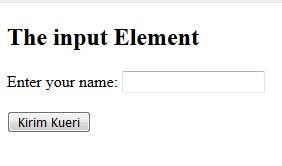 The input Element
Enter your name:
Kirim Kueri